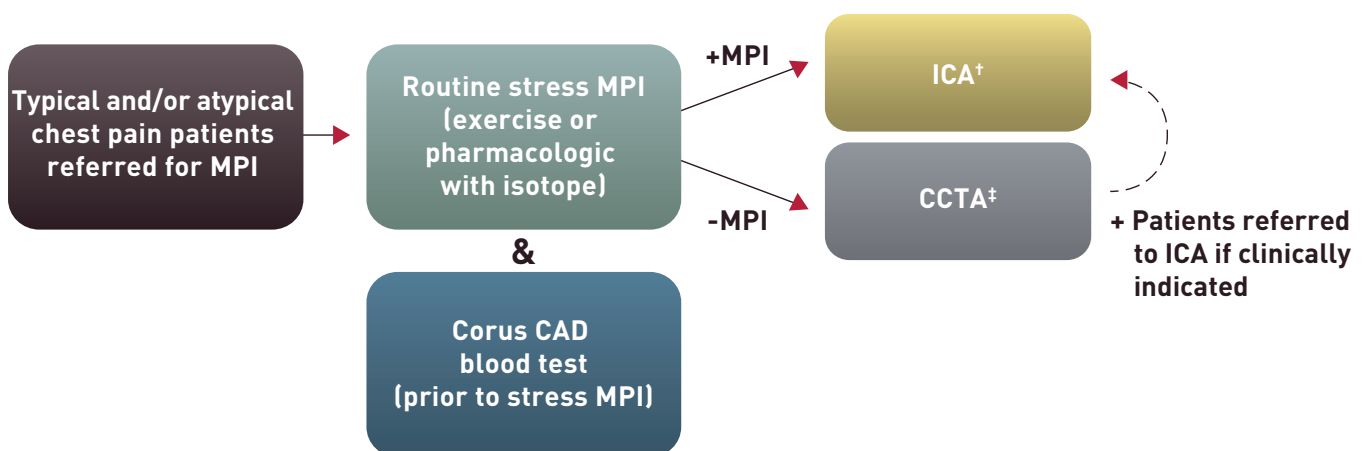 Typical and/or atypical
chest pain patients
referred for MPI
Routine stress MPI
(exercise or
pharmacologic
with isotope)
&
Corus CAD
blood test
(prior to stress MPI)
+MPI
-MPI
ICA†
CCTA‡
+ Patients referred
to ICA if clinically
indicated